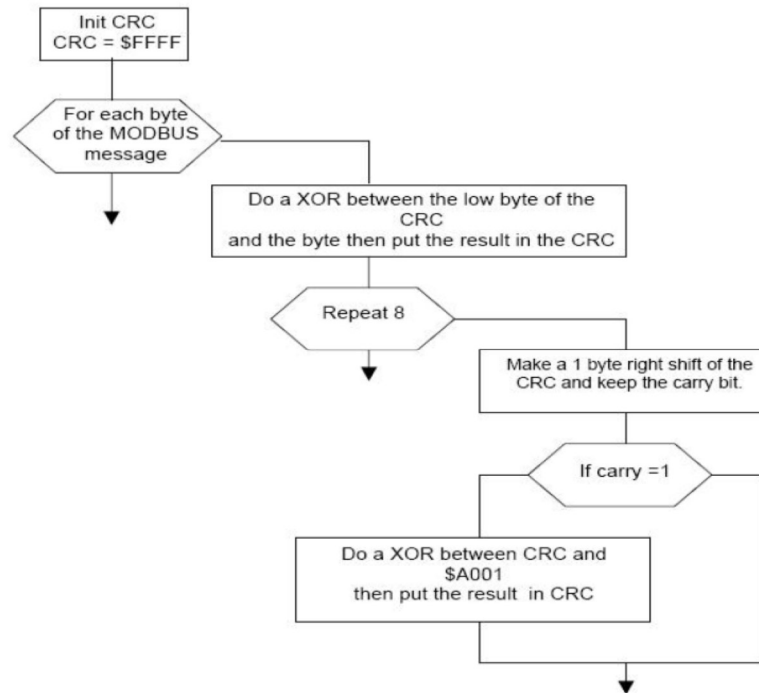 Init CRC
CRC = $FFFF
For each byte
of the MODBUS
message
Do a XOR between the low byte of the
CRC
and the byte then put the result in the CRC
Repeat 8
Make a 1 byte right shift of the
CRC and keep the carry bit.
If carry =1
Do a XOR between CRC and
$A001
then put the result in CRC